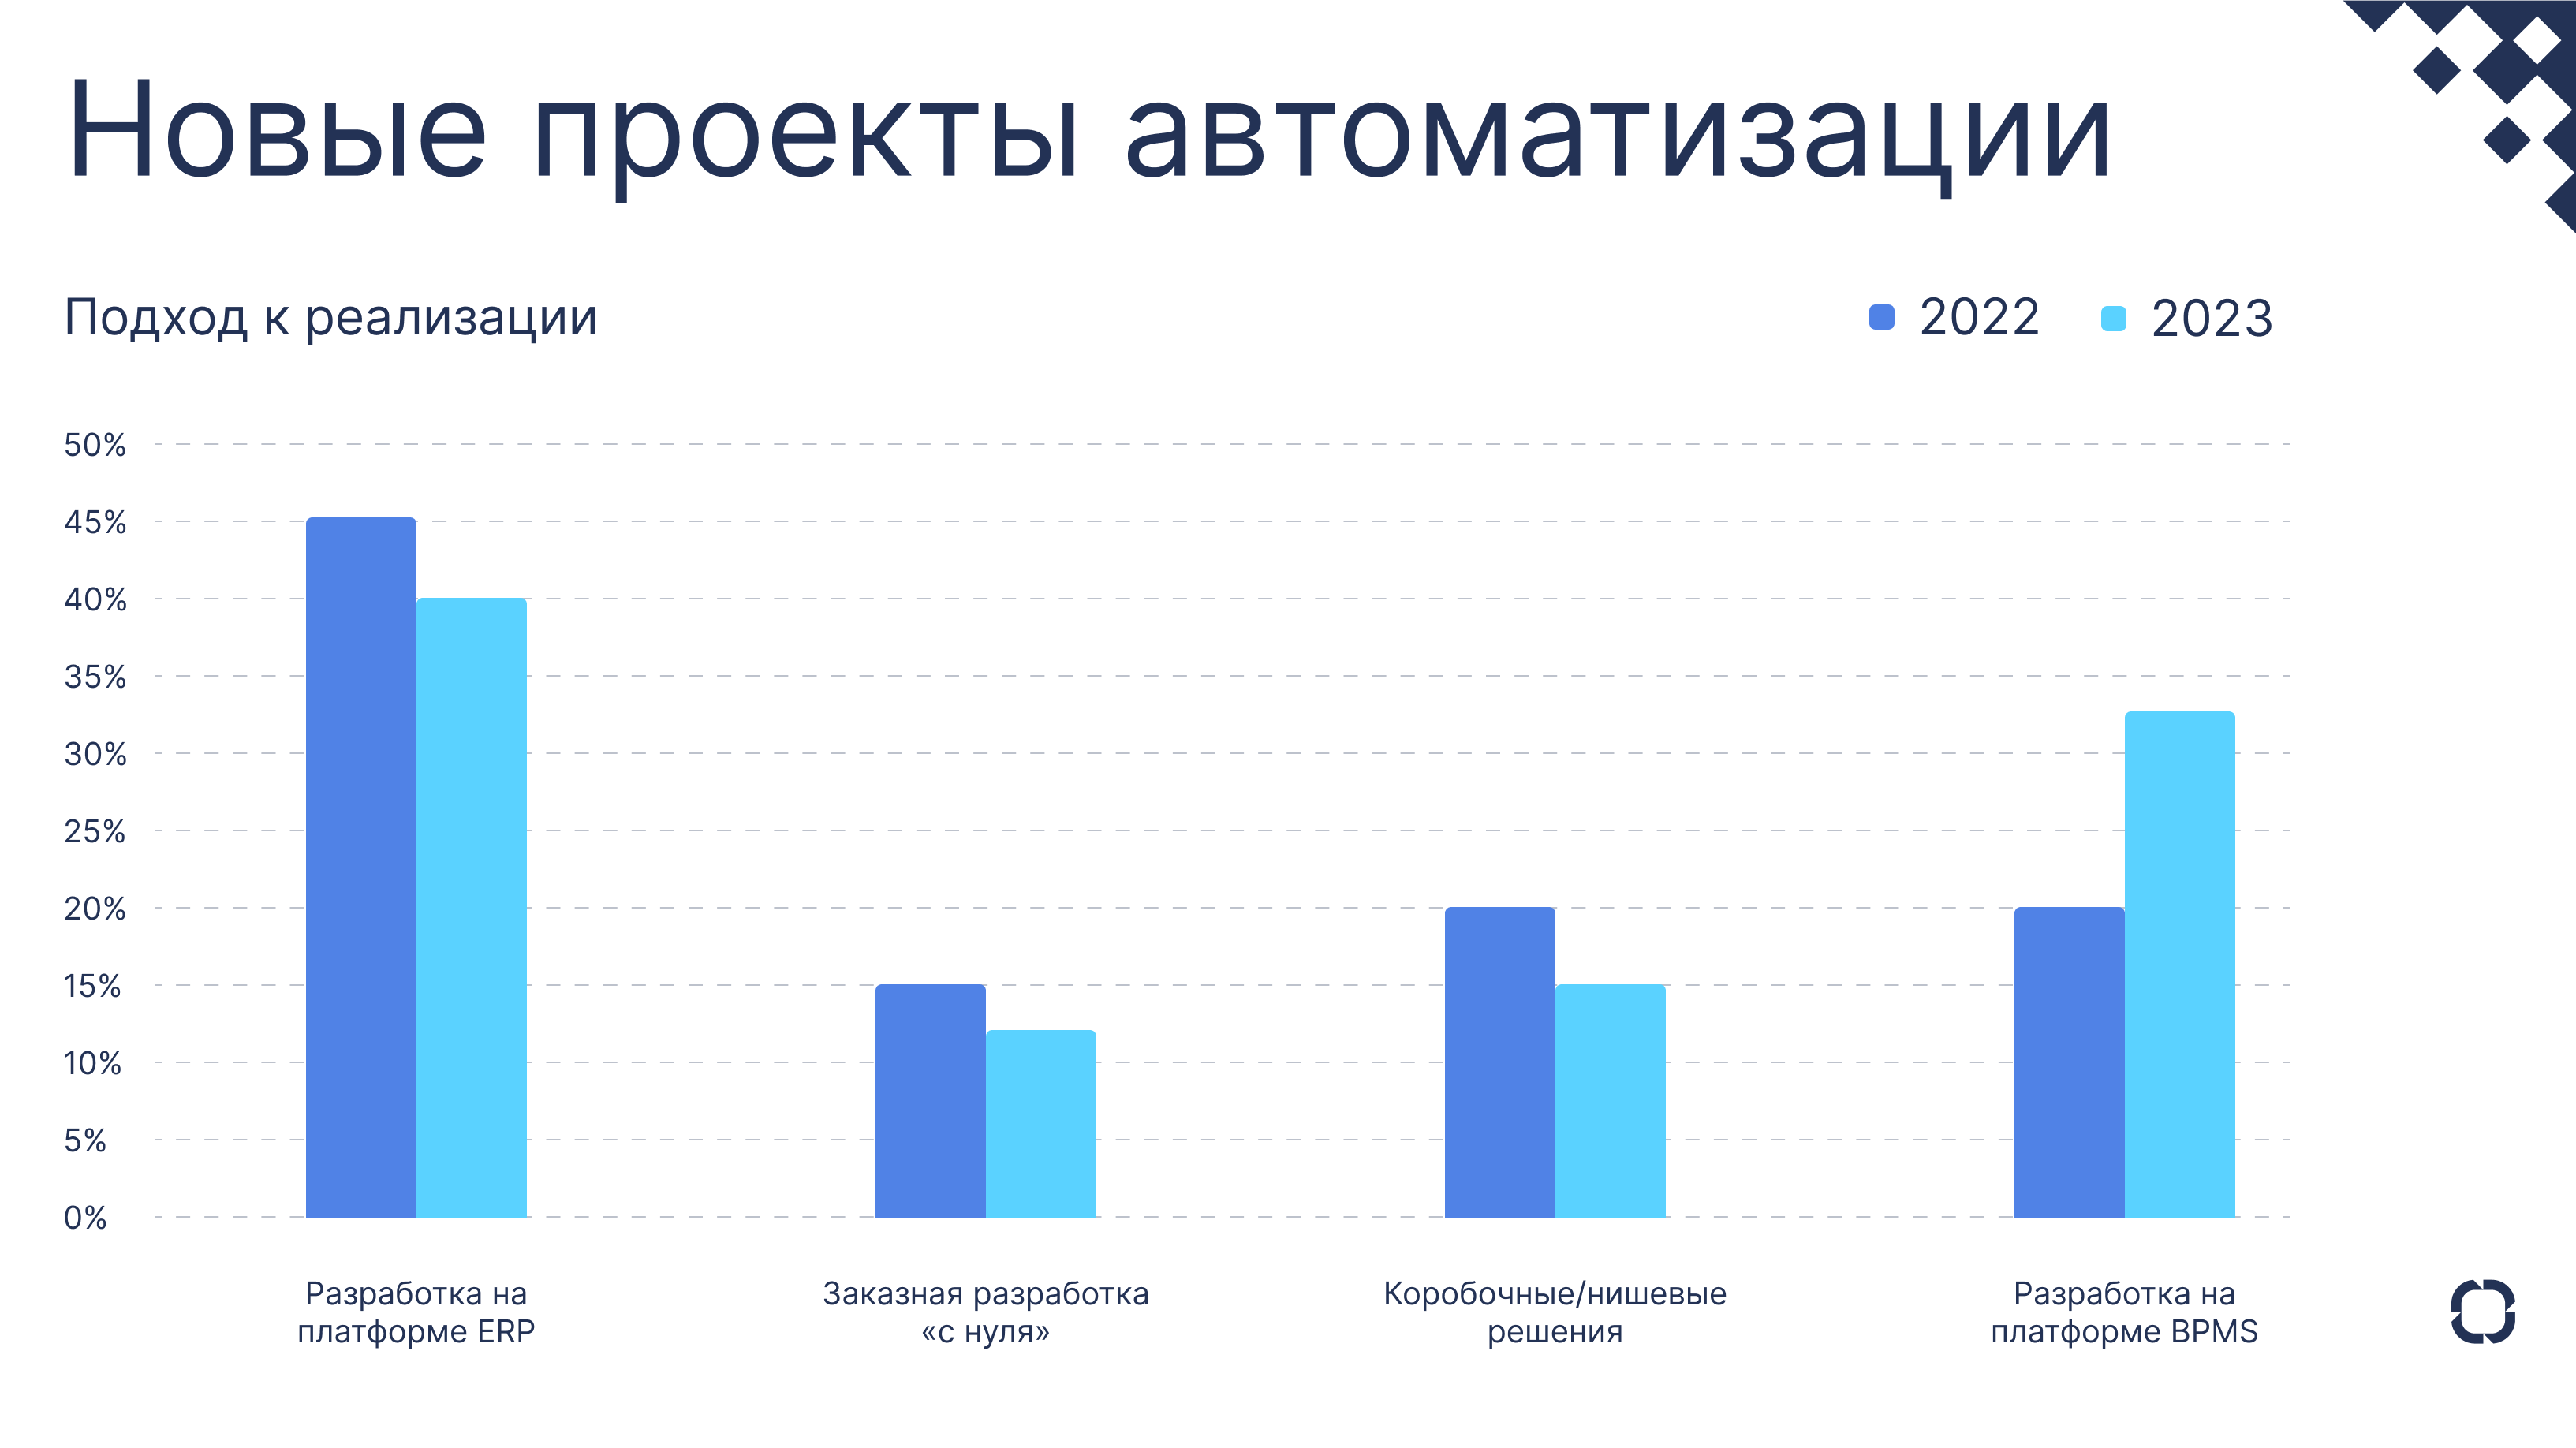 Новые проекты автоматизации
Подход к реализации
2022
2023
50%
45%
40%
35%
30%
25%
20%
15%
10%
5%
0%
Разработка на
платформе ERP
Заказная разработка
«с нуля»
Коробочные/нишевые
решения
Разработка на
платформе BPMS